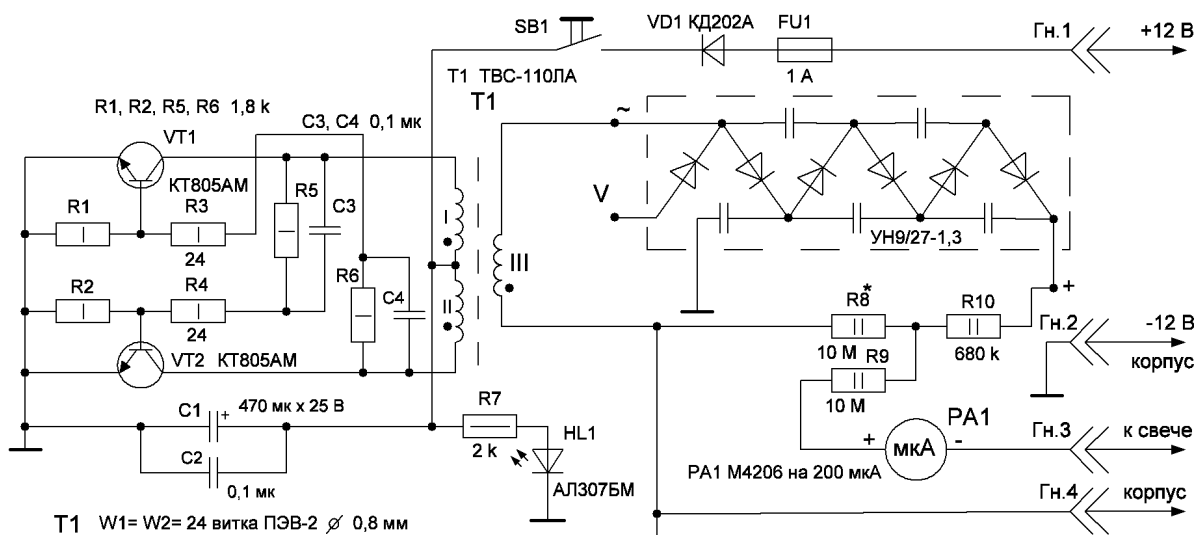 SB1
VD1 КД202А
FU1
1 А
Гн.1
+12 В
T1 ТВС-110ЛА
T1
R1, R2, R5, R6 1,8 k
VT1
C3, C4 0,1 мк
~
КТ805АМ
R5
C3
I
V
R1
R3
24
УН9/27-1,3
III
R6
C4
R2
R4
24
II
R8*
R10
+
Гн.2
-12 В
корпус
10 М
R9
680 k
VT2 КТ805АМ
10 М
C1
+
470 мк x 25 В
R7
2 k
HL1
АЛ307БМ
PA1
+
мкА
-
Гн.3
к свече
C2
0,1 мк
PA1 М4206 на 200 мкА
Гн.4
корпус
T1 W1= W2= 24 витка ПЭВ-2 ⌀ 0,8 мм